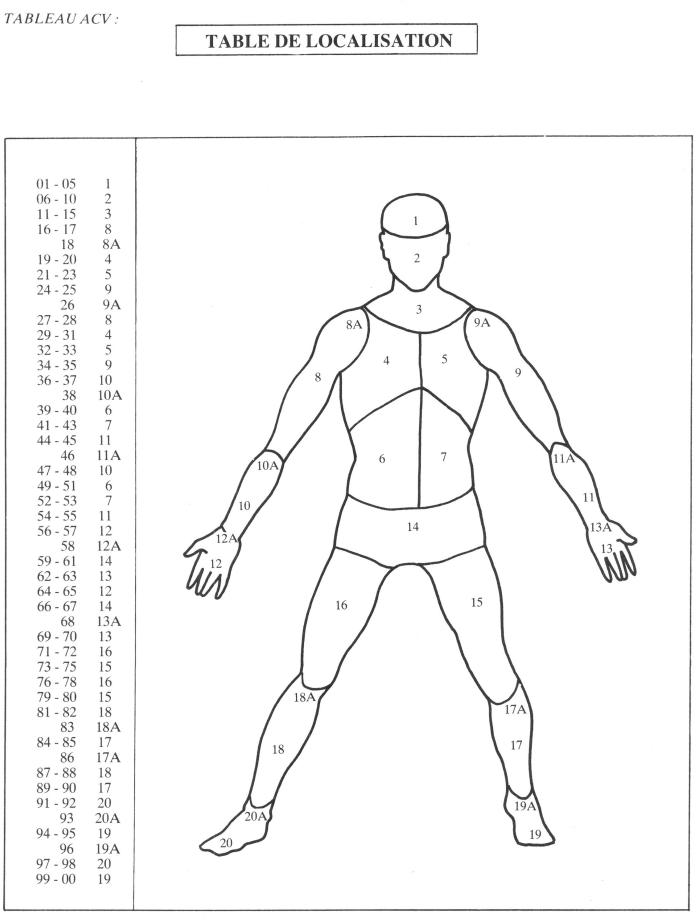 TABLEAU ACV :
TABLE DE LOCALISATION
01 - 05 1
06 - 10 2
11 - 15 3
16 - 17 8
18 8A
19 - 20 4
21 - 23 5
24 - 25 9
26 9A
27 - 28 8
29 - 31 4
32 - 33 5
34 - 35 9
36 - 37 10
38 10A
39 - 40 6
41 - 43 7
44 - 45 11
46 11A
47 - 48 10
49 - 51 6
52 - 53 7
54 - 55 11
56 - 57 12
58 12A
59 - 61 14
62 - 63 13
64 - 65 12
66 - 67 14
68 13A
69 - 70 13
71 - 72 16
73 - 75 15
76 - 78 16
79 - 80 15
81 - 82 18
83 18A
84 - 85 17
86 17A
87 - 88 18
89 - 90 17
91 - 92 20
93 20A
94 - 95 19
96 19A
97 - 98 20
99 - 00 19
1
2
3
8A 9A
4 5
8 9
6 7
10A 11A
10 11
14
12A 13A
12 13
16 15
18A 17A
18 17
20A 19A
20 19